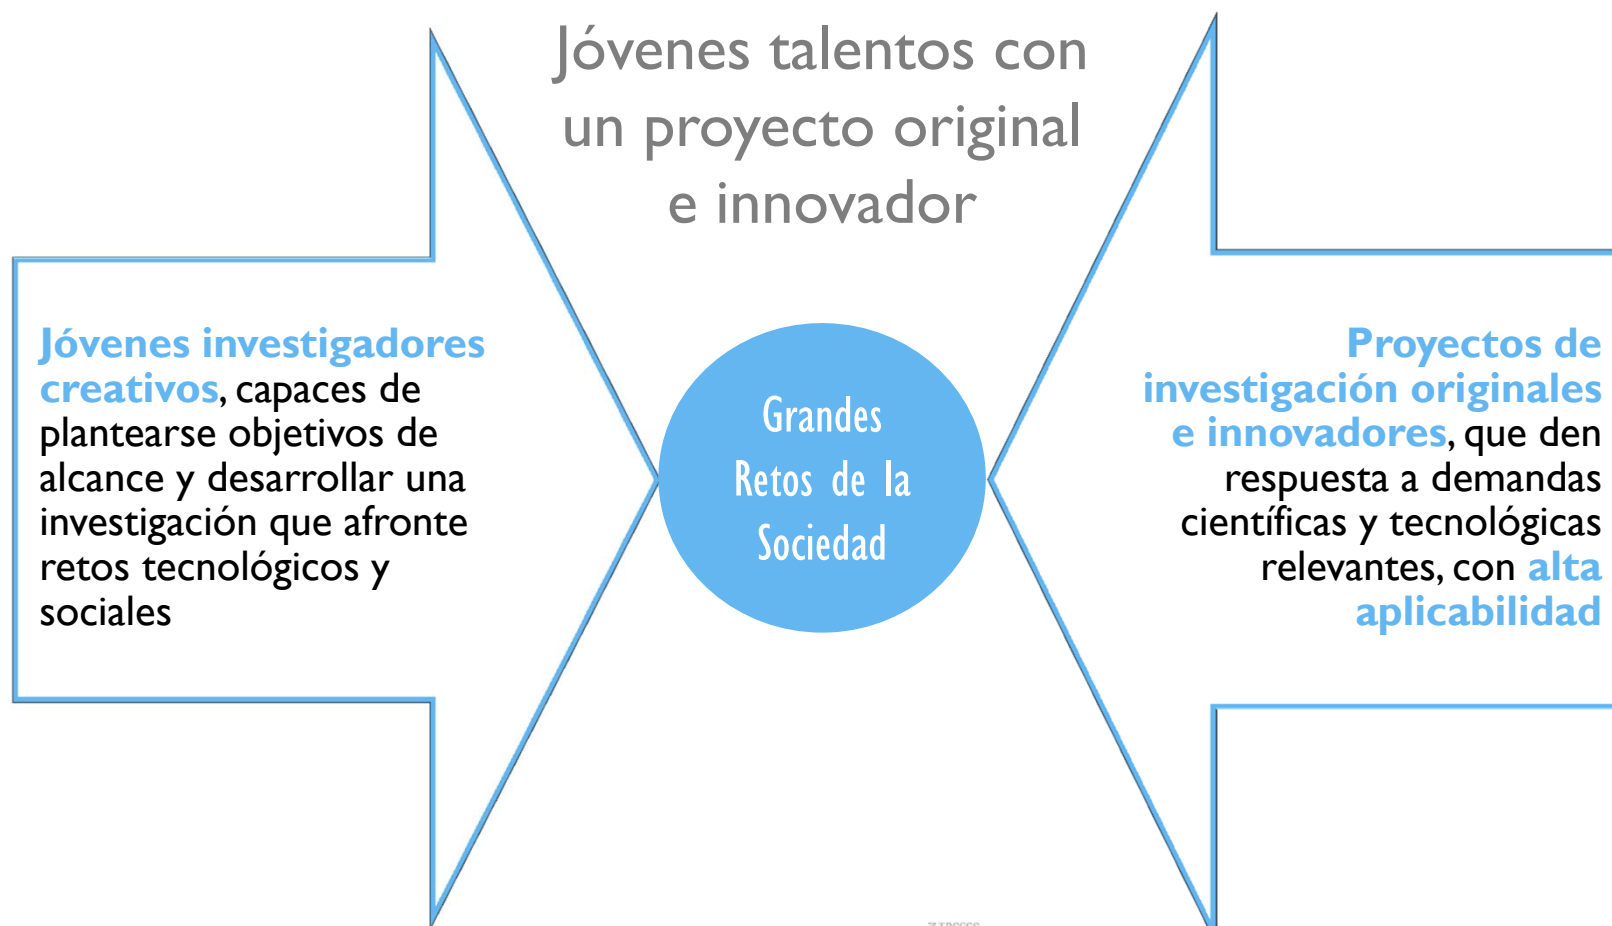 Jóvenes talentos con
un proyecto original
e innovador
Jóvenes investigadores
creativos, capaces de
plantearse objetivos de
alcance y desarrollar una
investigación que afronte
retos tecnológicos y
sociales
Grandes
Retos de la
Sociedad
Proyectos de
investigación originales
e innovadores, que den
respuesta a demandas
científicas y tecnológicas
relevantes, con alta
aplicabilidad